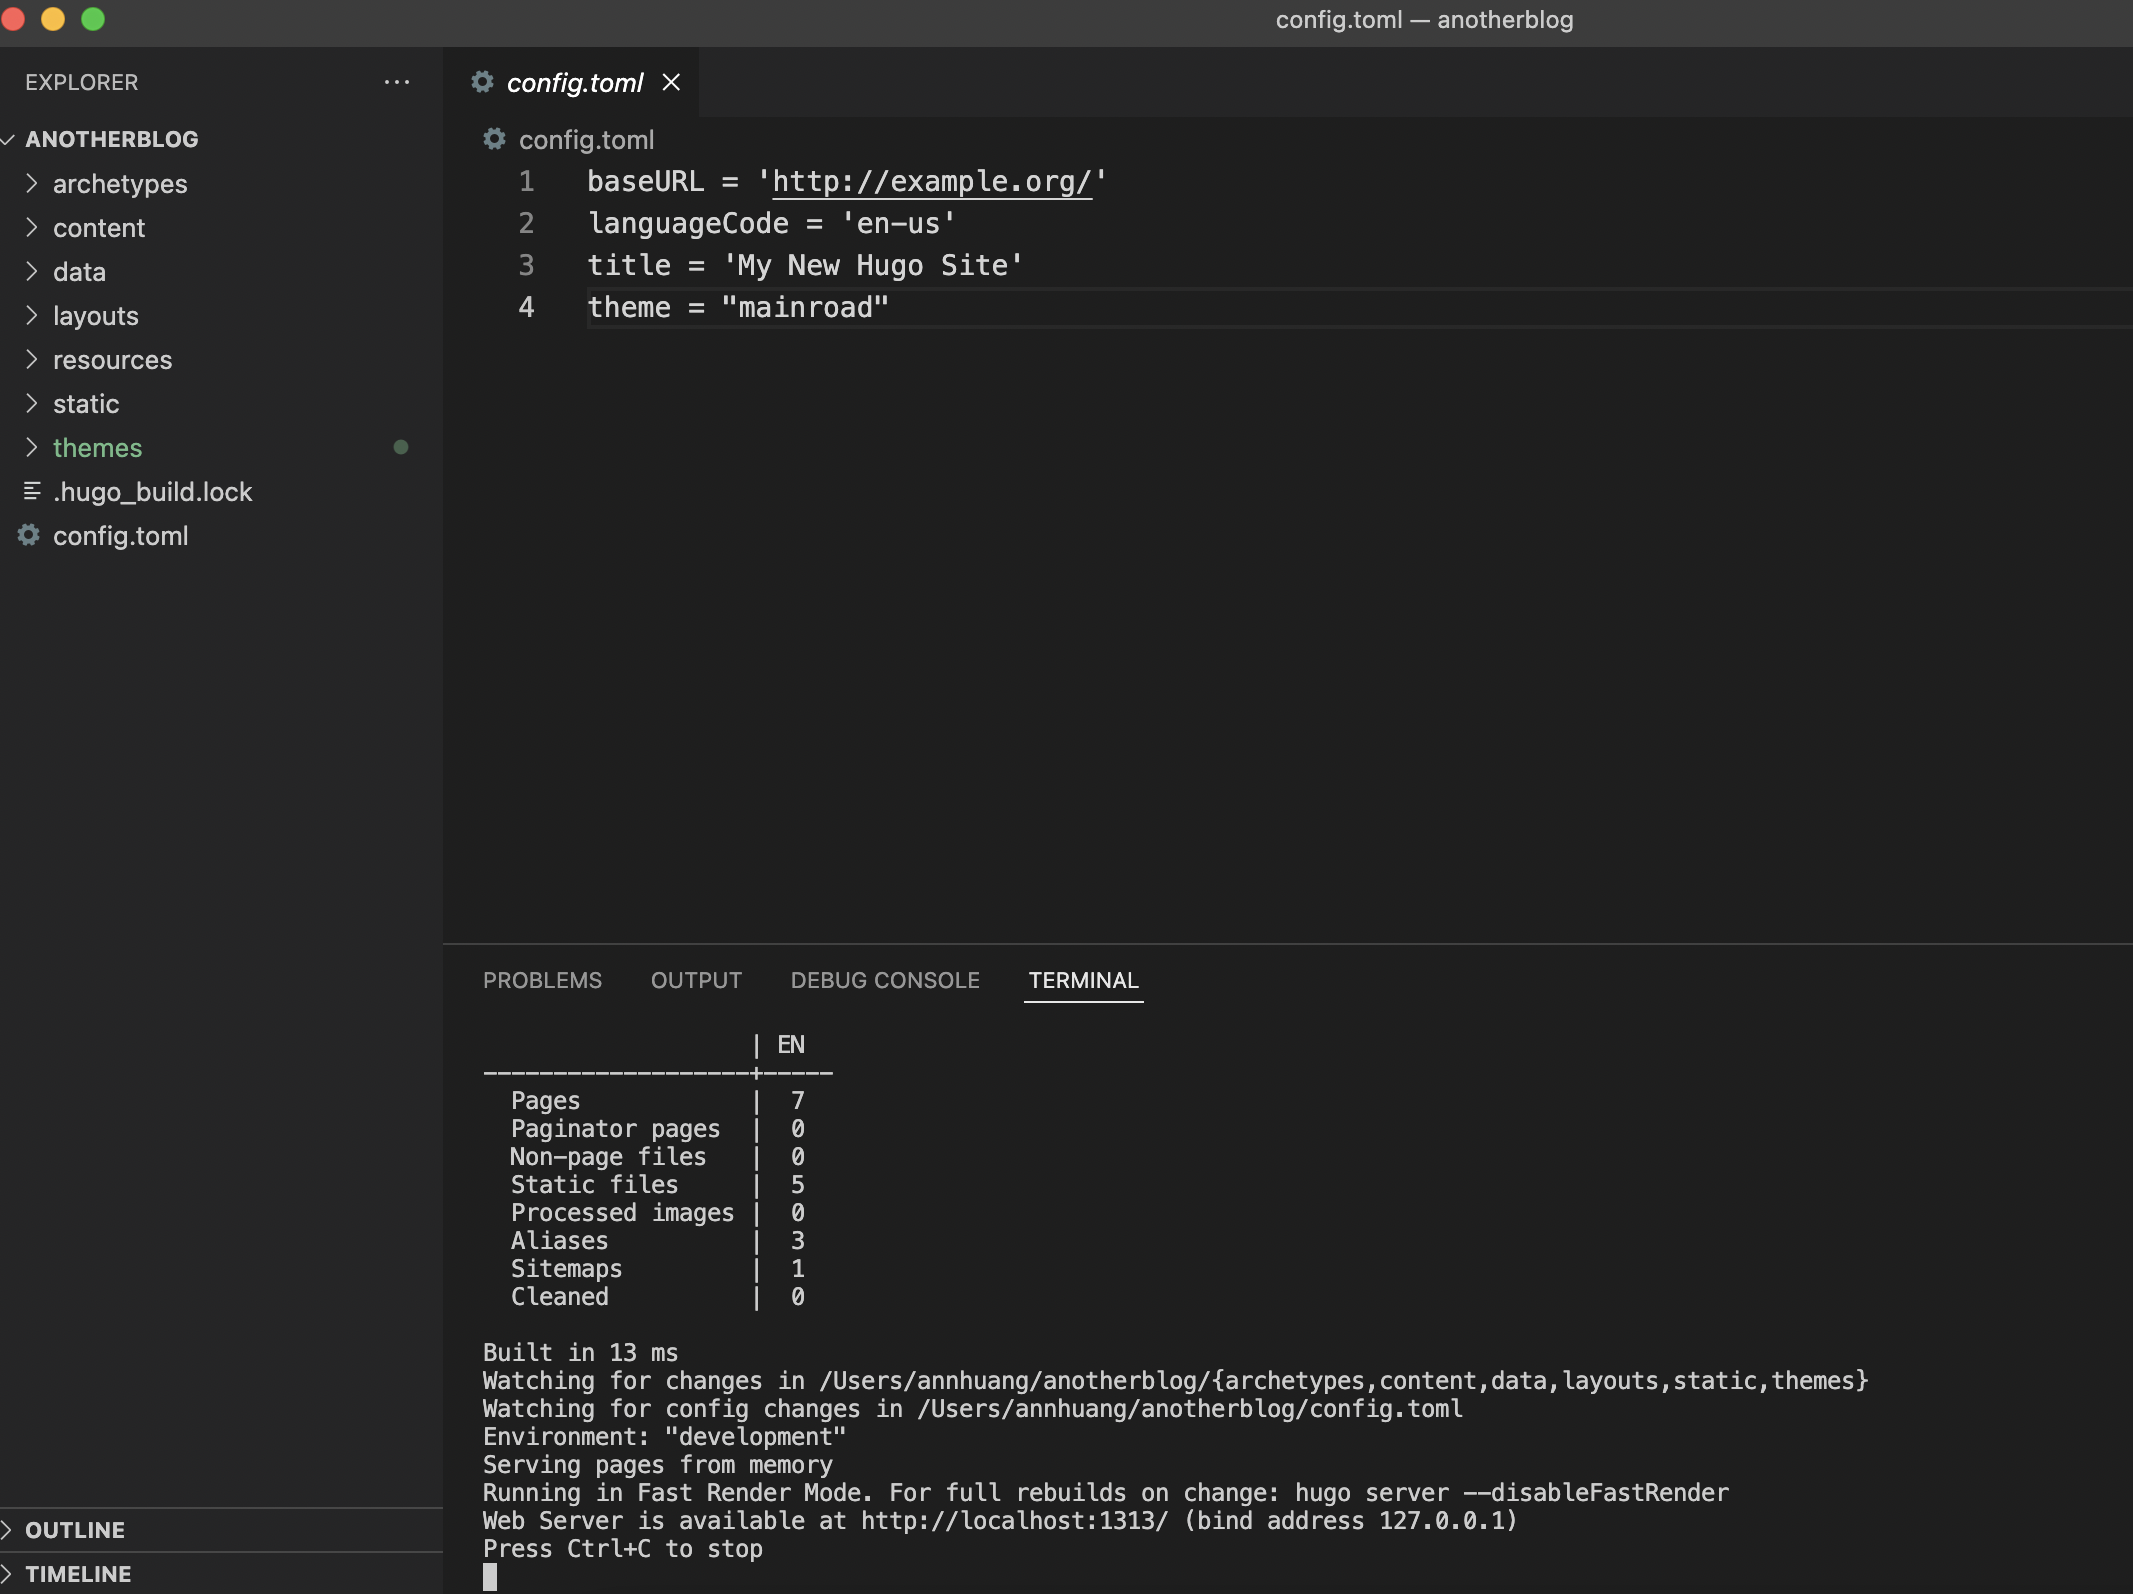 config.toml — anotherblog
EXPLORER
ANOTHERBLOG
archetypes
content
data
layouts
resources
static
themes
.hugo_build.lock
config.toml
OUTLINE
TIMELINE
config.toml
config.toml
1 baseURL = 'http://example.org/'
2 languageCode = 'en-us'
3 title = 'My New Hugo Site'
4 theme = "mainroad"
PROBLEMS OUTPUT DEBUG CONSOLE TERMINAL
| EN
-------------------+-----
Pages | 7
Paginator pages | 0
Non-page files | 0
Static files | 5
Processed images | 0
Aliases | 3
Sitemaps | 1
Cleaned | 0
Built in 13 ms
Watching for changes in /Users/annhuang/anotherblog/{archetypes,content,data,layouts,static,themes}
Watching for config changes in /Users/annhuang/anotherblog/config.toml
Environment: "development"
Serving pages from memory
Running in Fast Render Mode. For full rebuilds on change: hugo server --disableFastRender
Web Server is available at http://localhost:1313/ (bind address 127.0.0.1)
Press Ctrl+C to stop